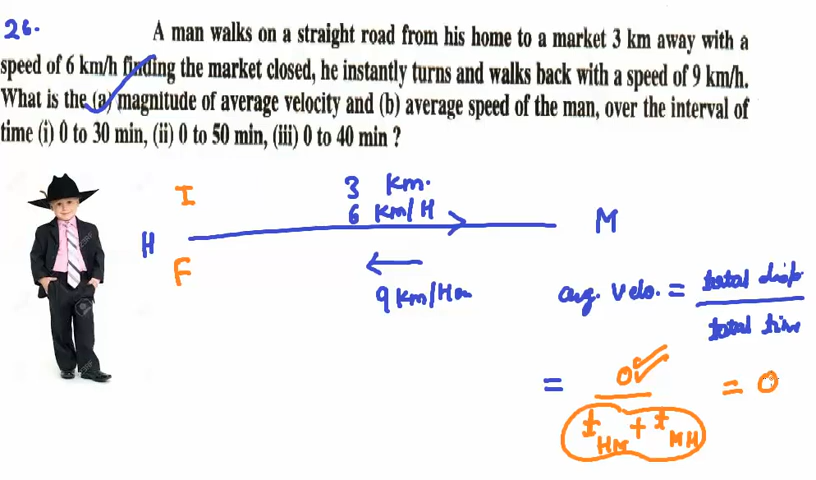 26.
A man walks on a straight road from his home to a market 3 km away with a
speed of 6 km/h finding the market closed, he instantly turns and walks back with a speed of 9 km/h.
What is the (a) magnitude of average velocity and (b) average speed of the man, over the interval of
time (i) 0 to 30 min, (ii) 0 to 50 min, (iii) 0 to 40 min ?
I
3 km.
6 km/H
H
M
F
9 km/Hou
avg. velo. = total disp
total time
= 0 = 0
t HM + t MH